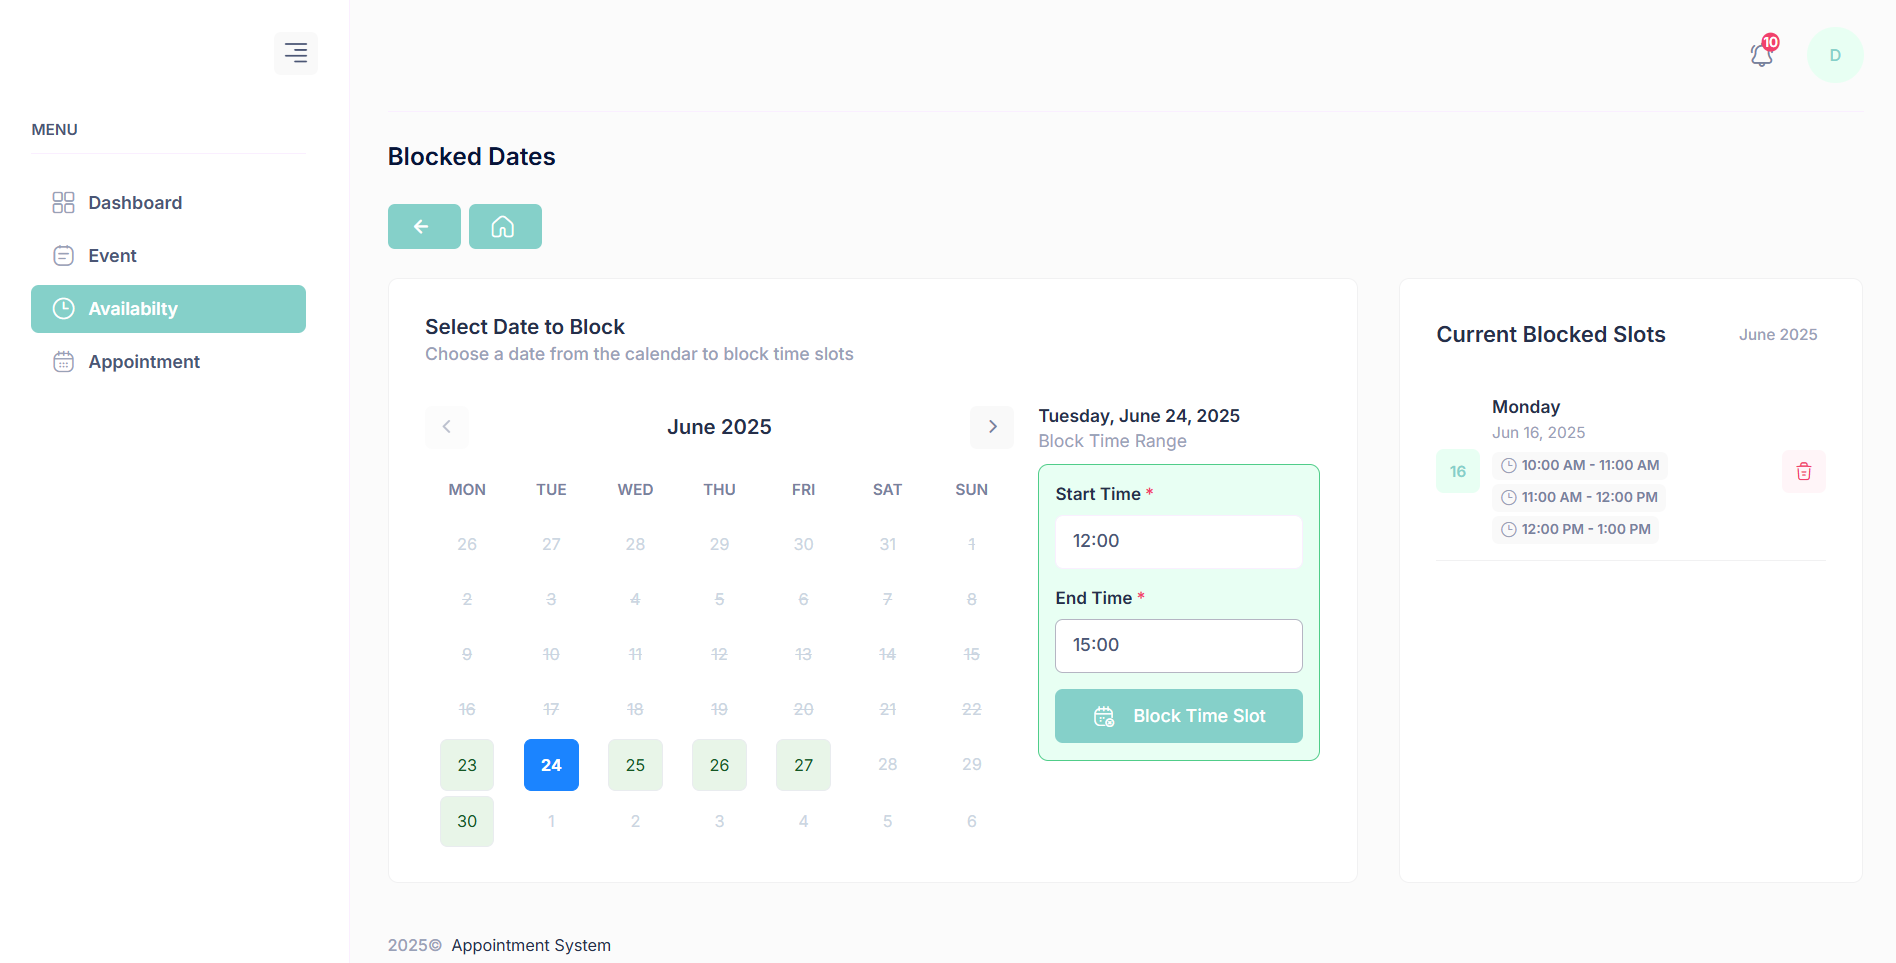 10
D
MENU
Dashboard
Event
Availabilty
Appointment
Blocked Dates
Select Date to Block
Choose a date from the calendar to block time slots
June 2025
MON TUE WED THU FRI SAT SUN
26 27 28 29 30 31 1
2 3 4 5 6 7 8
9 10 11 12 13 14 15
16 17 18 19 20 21 22
23 24 25 26 27 28 29
30 1 2 3 4 5 6
Tuesday, June 24, 2025
Block Time Range
Start Time *
12:00
End Time *
15:00
Block Time Slot
Current Blocked Slots June 2025
16
Monday
Jun 16, 2025
10:00 AM - 11:00 AM
11:00 AM - 12:00 PM
12:00 PM - 1:00 PM
2025© Appointment System